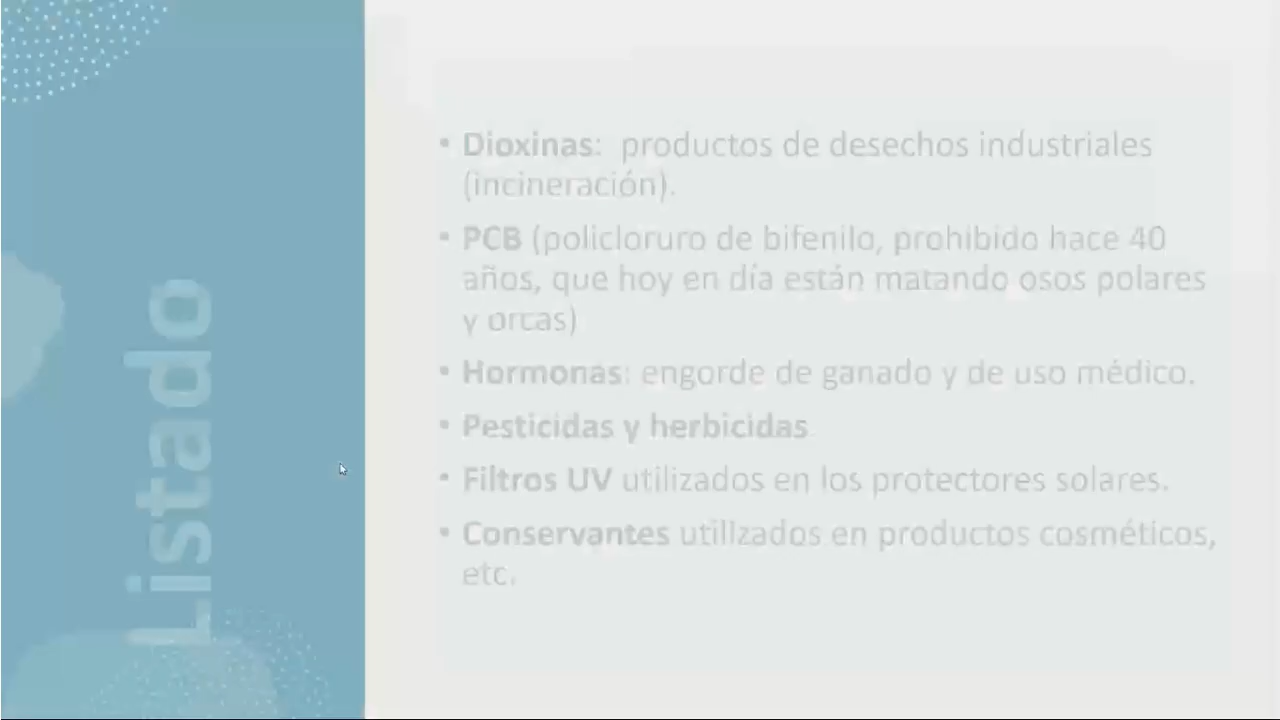 Listado
• Dioxinas: productos de desechos industriales
(incineración).
• PCB (policloruro de bifenilo, prohibido hace 40
años, que hoy en día están matando osos polares
y orcas)
• Hormonas: engorde de ganado y de uso médico.
• Pesticidas y herbicidas
• Filtros UV utilizados en los protectores solares.
• Conservantes utilizados en productos cosméticos,
etc.